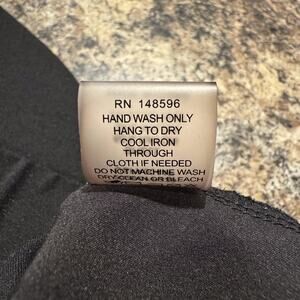 RN 148596
HAND WASH ONLY
HANG TO DRY
COOL IRON
THROUGH
CLOTH IF NEEDED
DO NOT MACHINE WASH
DRY CLEAN OR BLEACH